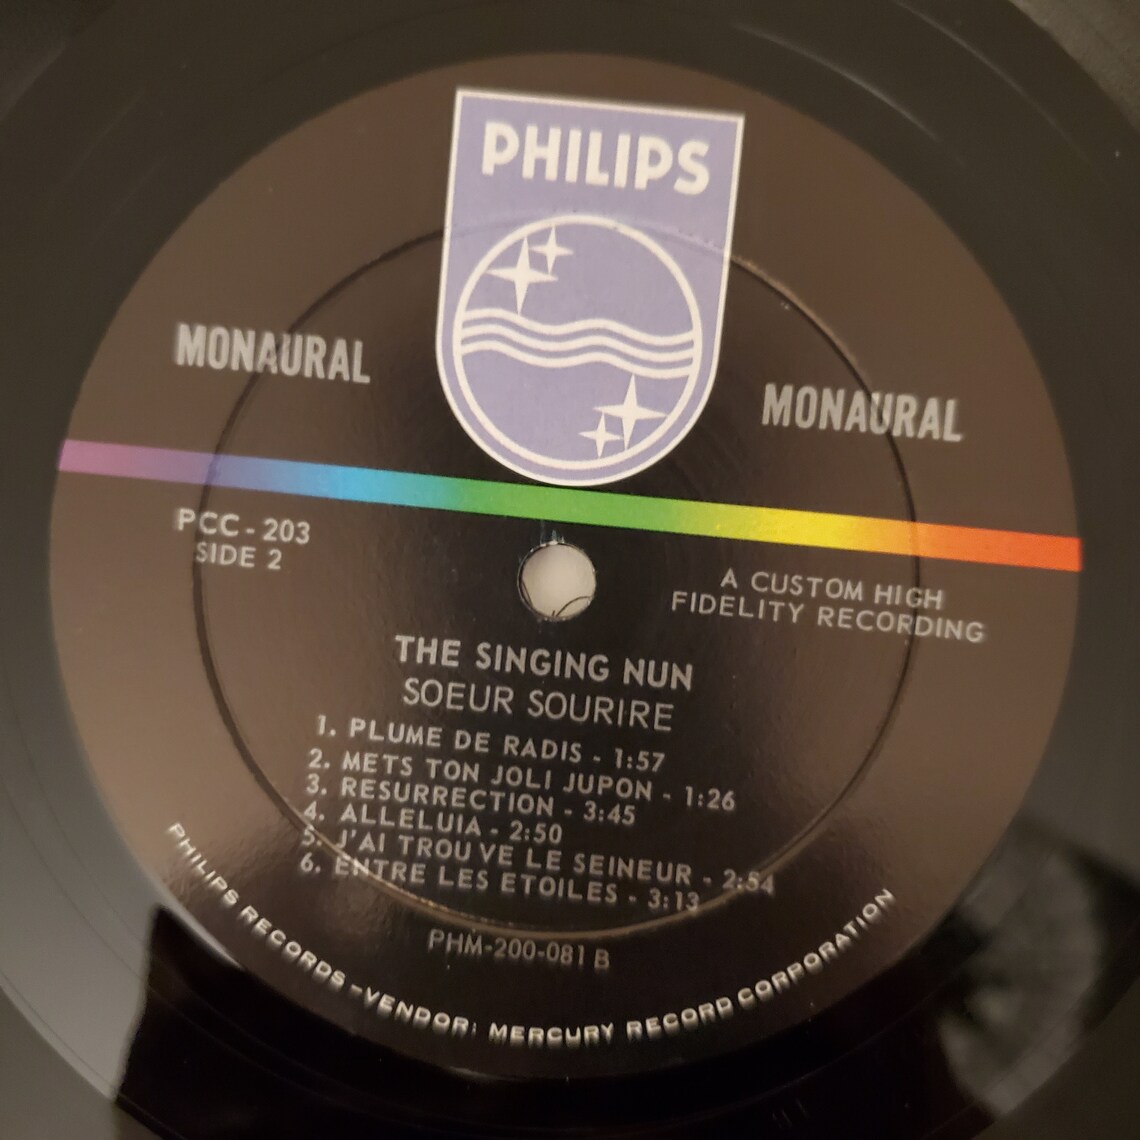 PHILIPS
MONAURAL
MONAURAL
PCC - 203
SIDE 2
A CUSTOM HIGH
FIDELITY RECORDING
THE SINGING NUN
SOEUR SOURIRE
1. PLUME DE RADIS - 1:57
2. METS TON JOLI JUPON - 1:26
3. RESURRECTION - 3:45
4. ALLELUIA - 2:50
5. J'AI TROUVE LE SEINEUR - 2:54
6. ENTRE LES ETOILES - 3:13
PHM-200-081 B
PHILIPS RECORDS - VENDOR: MERCURY RECORD CORPORATION